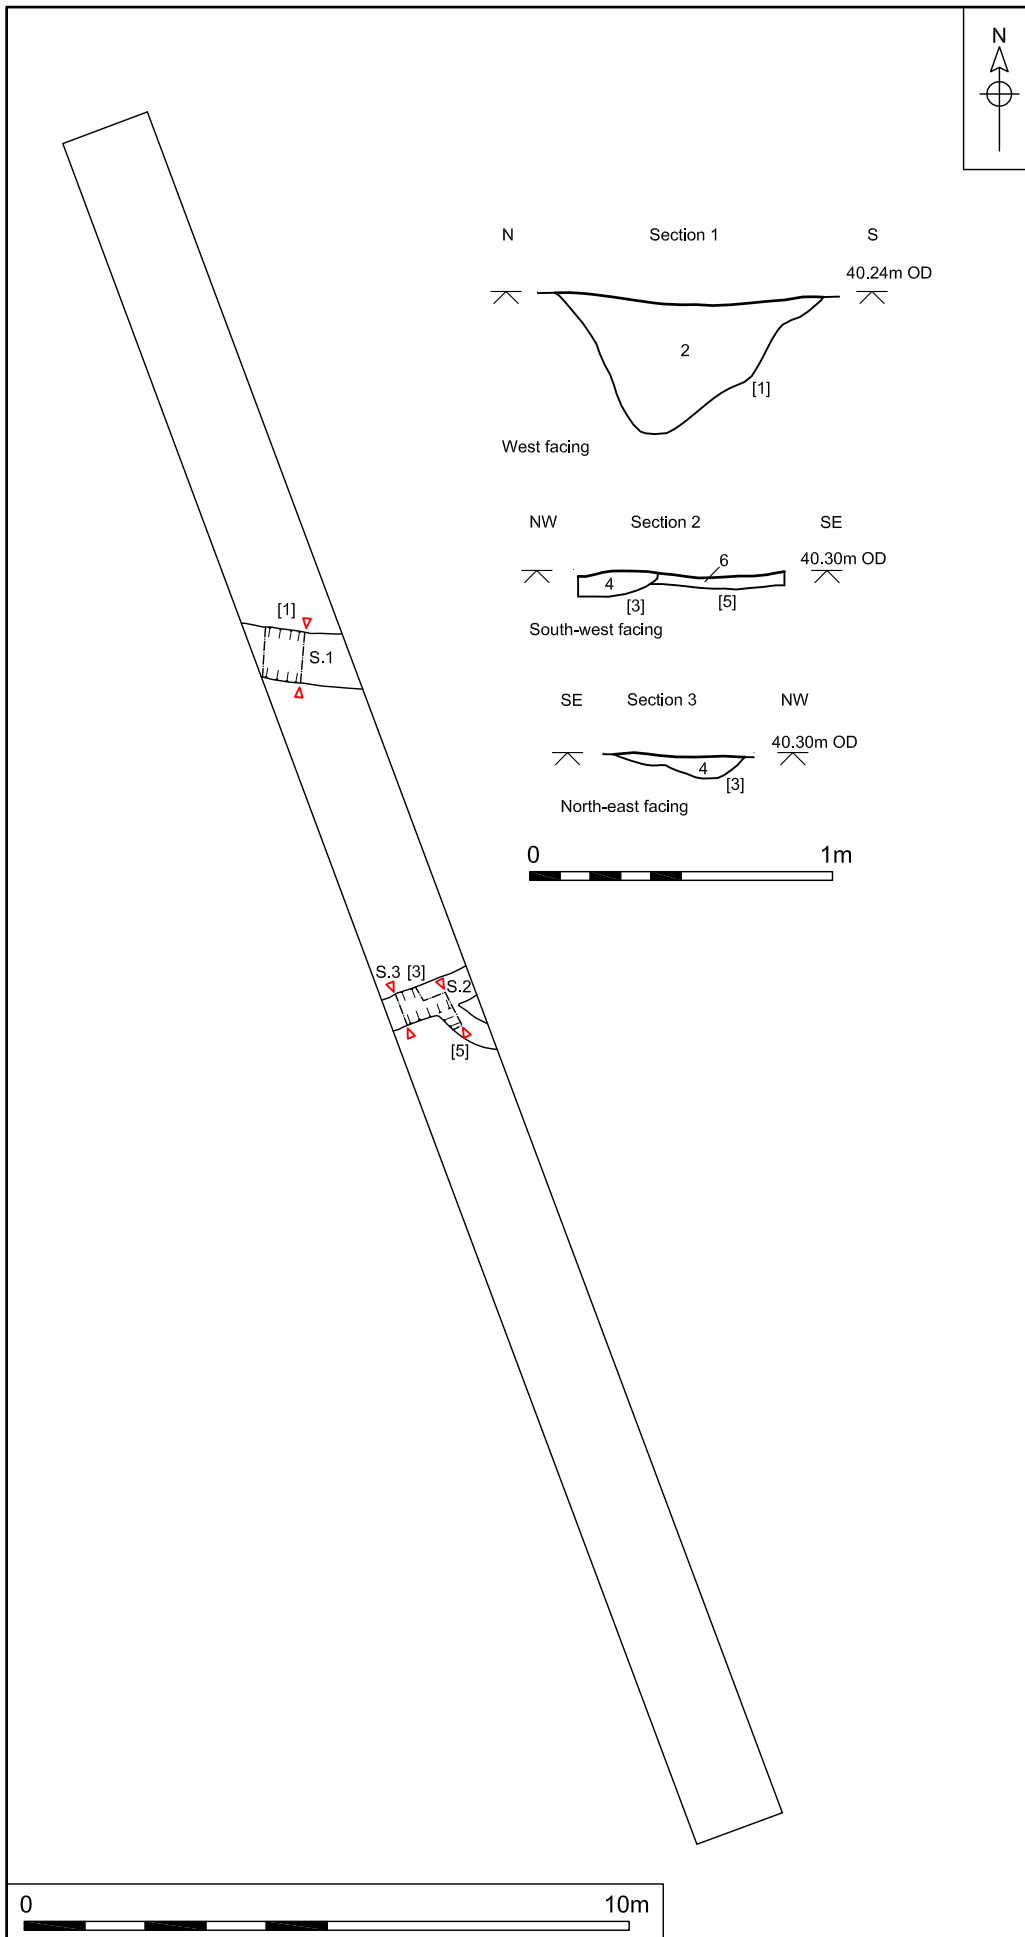 N
N Section 1 S
40.24m OD
2
[1]
West facing
NW Section 2 SE
6 40.30m OD
4
[3] [5]
South-west facing
SE Section 3 NW
40.30m OD
4
[3]
North-east facing
0 1m
[1]
S.1
S.3 [3]
S.2
[5]
0 10m